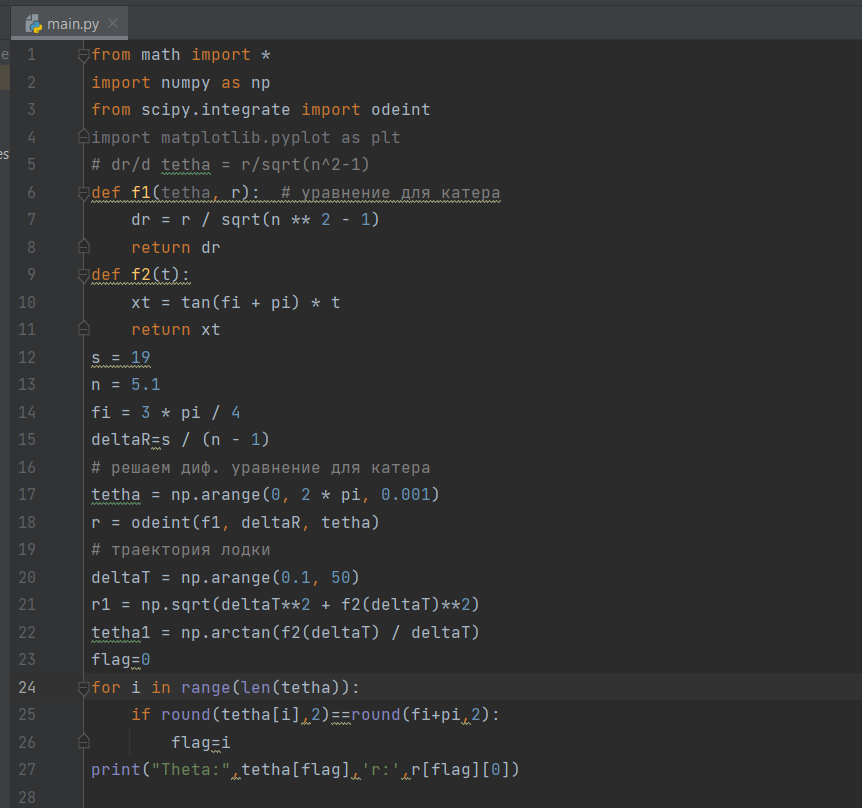 main.py
e
1 from math import *
2 import numpy as np
3 from scipy.integrate import odeint
4 import matplotlib.pyplot as plt
es
5 # dr/d tetha = r/sqrt(n^2-1)
6 def f1(tetha, r):  # уравнение для катера
7     dr = r / sqrt(n ** 2 - 1)
8     return dr
9 def f2(t):
10     xt = tan(fi + pi) * t
11     return xt
12 s = 19
13 n = 5.1
14 fi = 3 * pi / 4
15 deltaR=s / (n - 1)
16 # решаем диф. уравнение для катера
17 tetha = np.arange(0, 2 * pi, 0.001)
18 r = odeint(f1, deltaR, tetha)
19 # траектория лодки
20 deltaT = np.arange(0.1, 50)
21 r1 = np.sqrt(deltaT**2 + f2(deltaT)**2)
22 tetha1 = np.arctan(f2(deltaT) / deltaT)
23 flag=0
24 for i in range(len(tetha)):
25     if round(tetha[i],2)==round(fi+pi,2):
26         flag=i
27 print("Theta:",tetha[flag],'r:',r[flag][0])
28